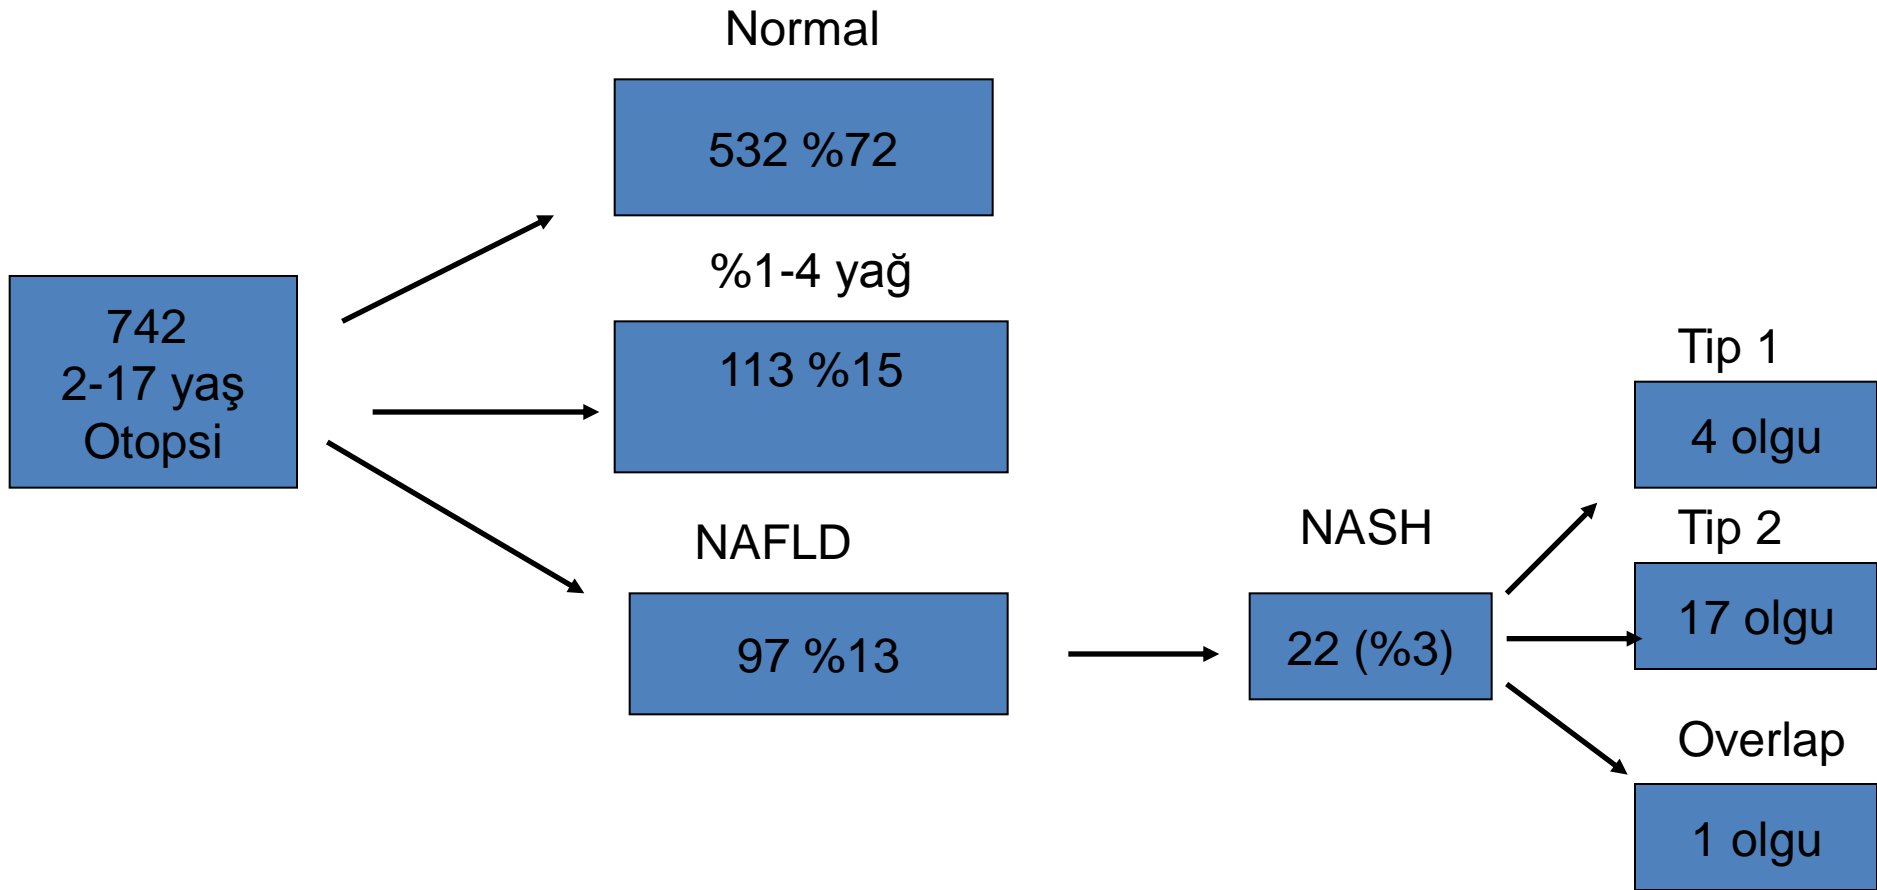 Normal
532 %72
%1-4 yağ
113 %15
742
2-17 yaş
Otopsi
NAFLD
97 %13
NASH
22 (%3)
Tip 1
4 olgu
Tip 2
17 olgu
Overlap
1 olgu